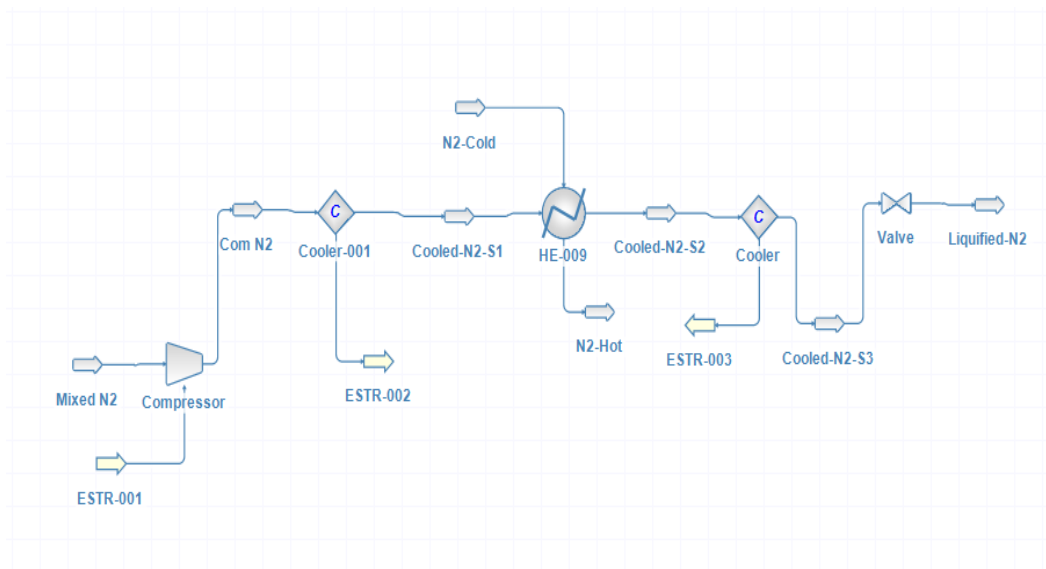 N2-Cold
C
C
Com N2
Cooler-001
Cooled-N2-S1
HE-009
Cooled-N2-S2
Cooler
Valve
Liquified-N2
N2-Hot
ESTR-003
Cooled-N2-S3
Mixed N2
Compressor
ESTR-002
ESTR-001